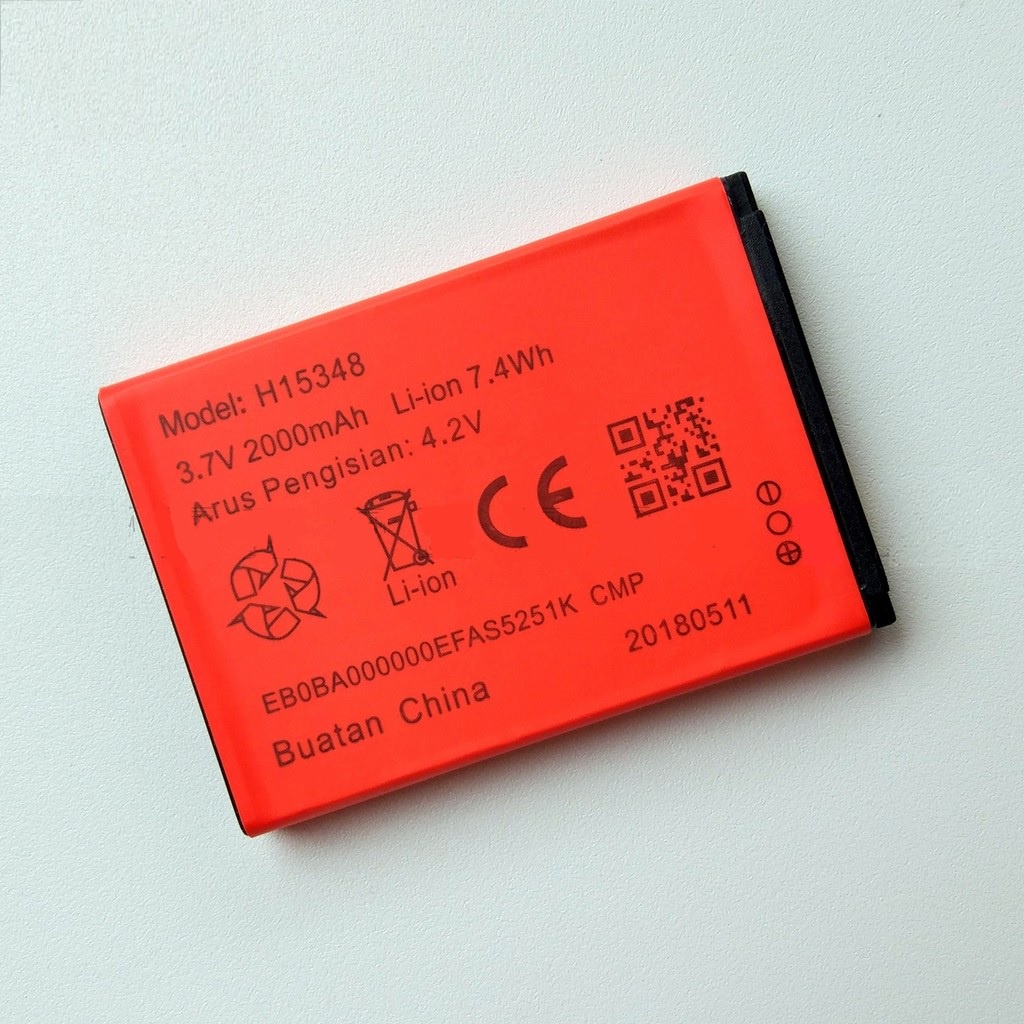 Model: H15348
3.7V 2000mAh Li-ion 7.4Wh
Arus Pengisian: 4.2V
CE
Li-ion
EB0BA000000EFAS5251K CMP
20180511
Buatan China